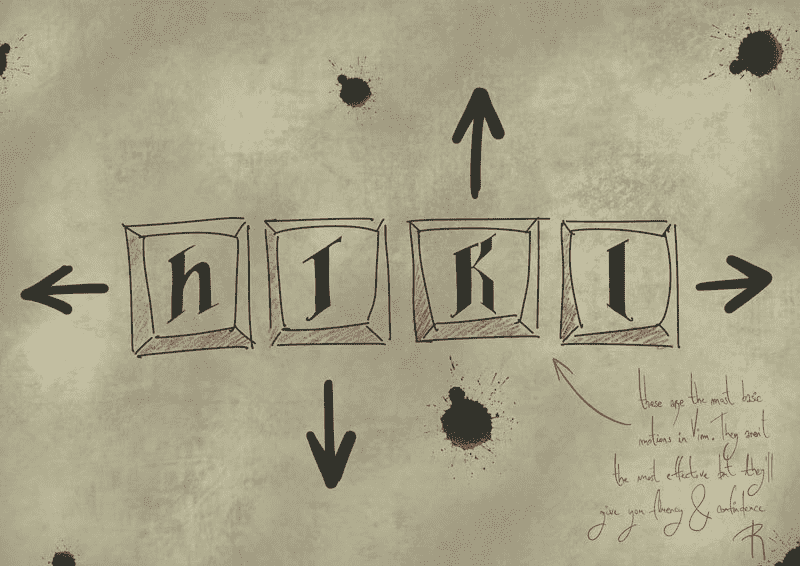 h J K l
these are the most basic
motions in Vim. They aren't
the most effective but they'll
give you fluency & confidence
R